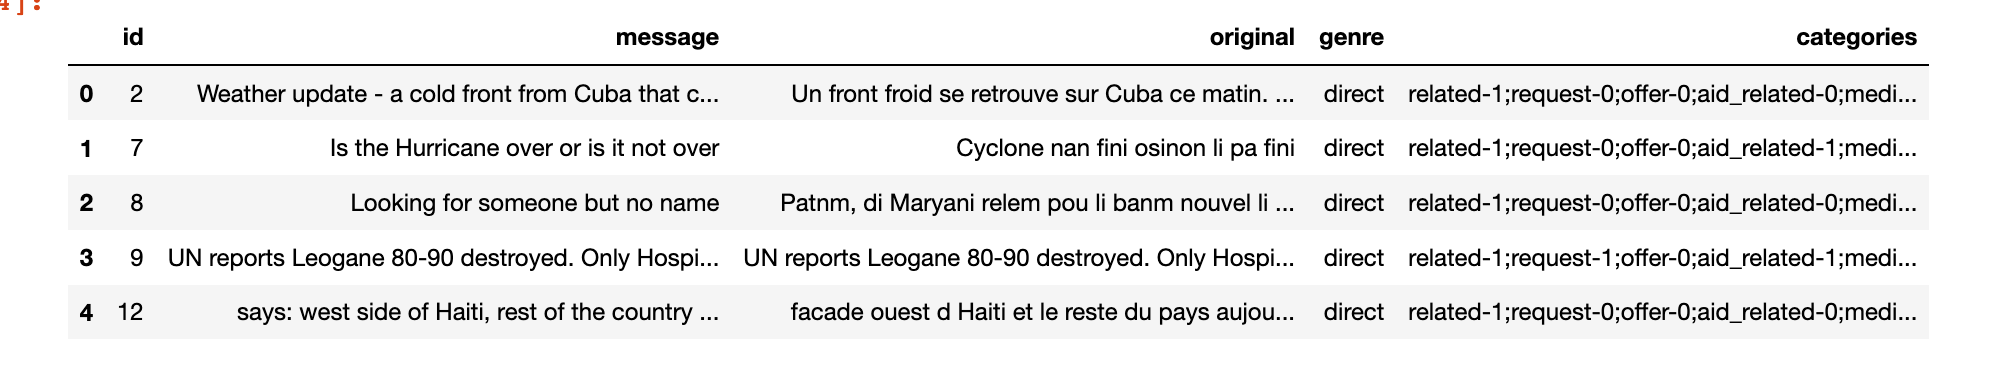 4]:
id message original genre categories
0 2 Weather update - a cold front from Cuba that c... Un front froid se retrouve sur Cuba ce matin. ... direct related-1;request-0;offer-0;aid_related-0;medi...
1 7 Is the Hurricane over or is it not over Cyclone nan fini osinon li pa fini direct related-1;request-0;offer-0;aid_related-1;medi...
2 8 Looking for someone but no name Patnm, di Maryani relem pou li banm nouvel li ... direct related-1;request-0;offer-0;aid_related-0;medi...
3 9 UN reports Leogane 80-90 destroyed. Only Hospi... UN reports Leogane 80-90 destroyed. Only Hospi... direct related-1;request-1;offer-0;aid_related-1;medi...
4 12 says: west side of Haiti, rest of the country ... facade ouest d Haiti et le reste du pays aujou... direct related-1;request-0;offer-0;aid_related-0;medi...